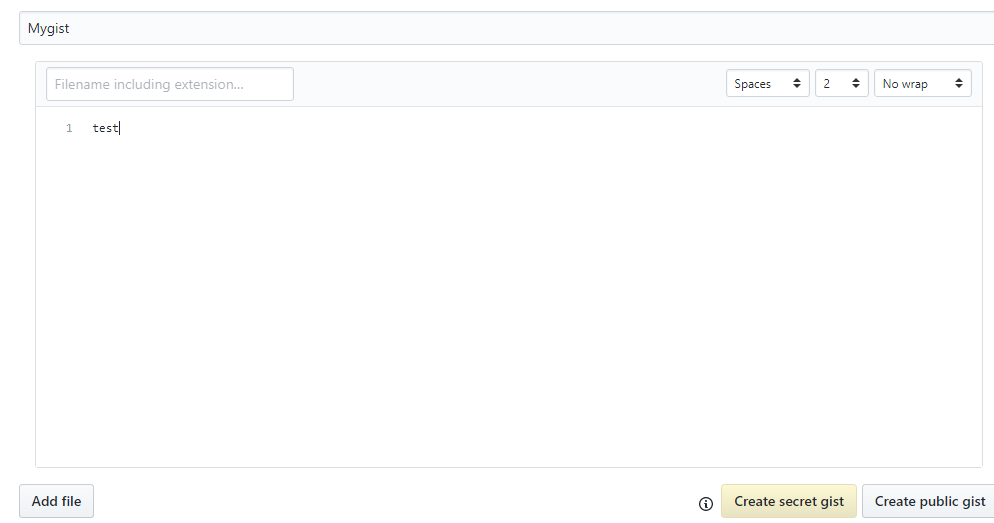 Mygist
Filename including extension...
Spaces
2
No wrap
1 test
Add file
Create secret gist
Create public gist